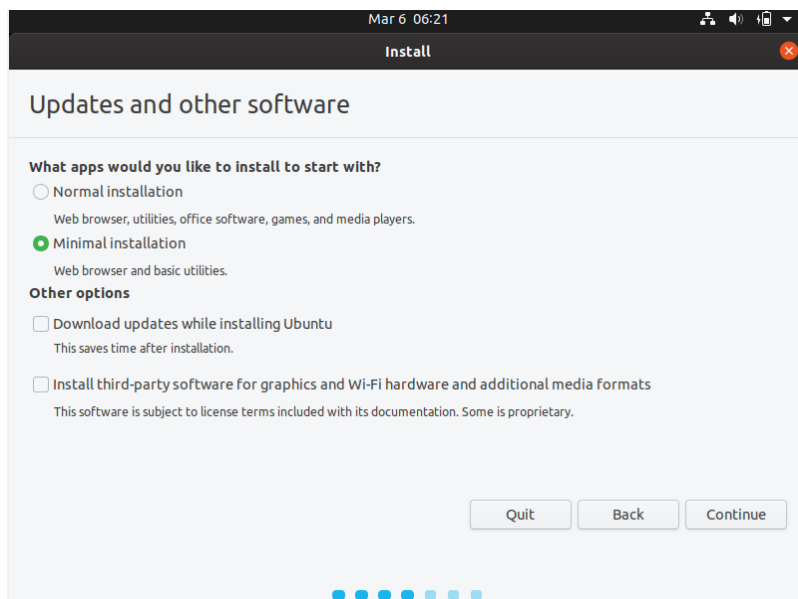 Mar 6 06:21
Install
Updates and other software
What apps would you like to install to start with?
Normal installation
Web browser, utilities, office software, games, and media players.
Minimal installation
Web browser and basic utilities.
Other options
Download updates while installing Ubuntu
This saves time after installation.
Install third-party software for graphics and Wi-Fi hardware and additional media formats
This software is subject to license terms included with its documentation. Some is proprietary.
Quit Back Continue